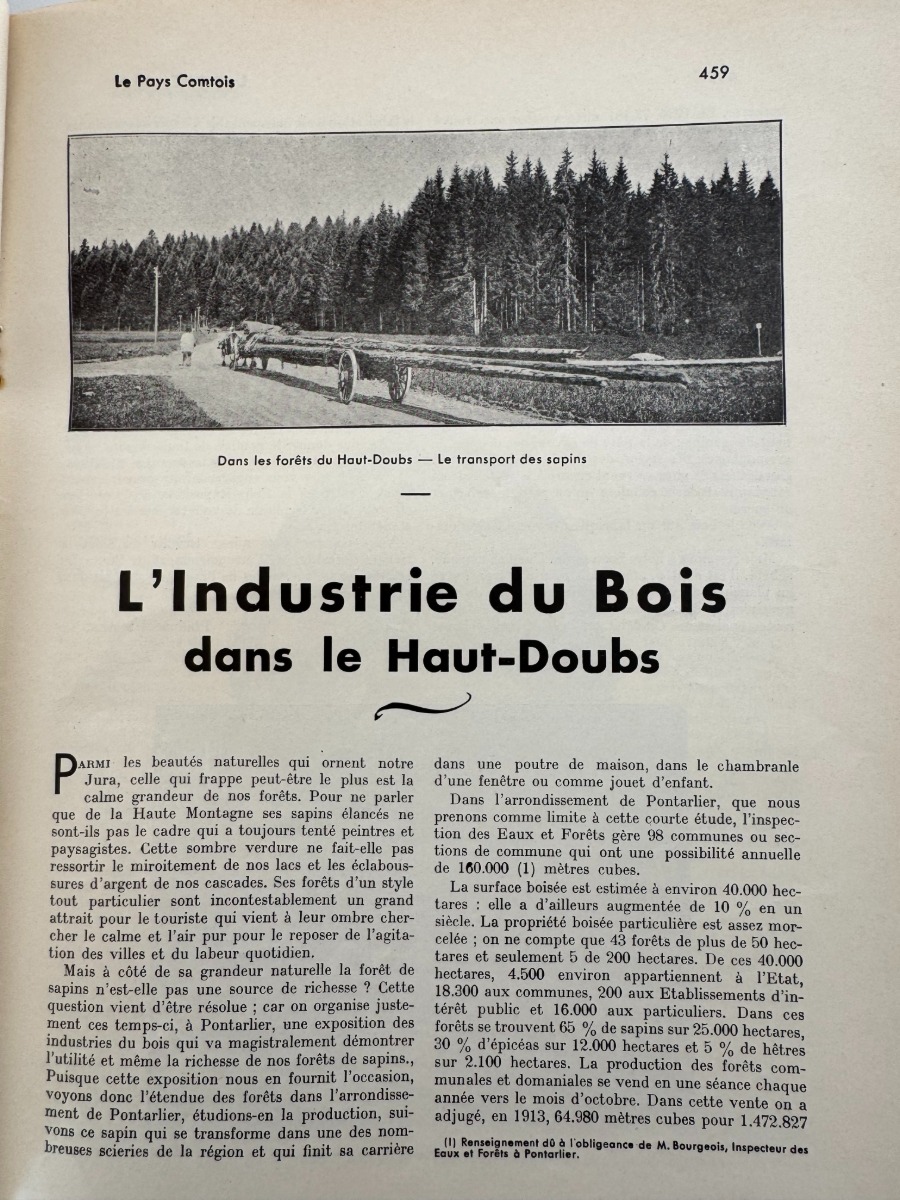 Le Pays Comtois
459
Dans les forêts du Haut-Doubs — Le transport des sapins
L'Industrie du Bois
dans le Haut-Doubs
PARMI les beautés naturelles qui ornent notre
Jura, celle qui frappe peut-être le plus est la
calme grandeur de nos forêts. Pour ne parler
que de la Haute Montagne ses sapins élancés ne
sont-ils pas le cadre qui a toujours tenté peintres et
paysagistes. Cette sombre verdure ne fait-elle pas
ressortir le miroitement de nos lacs et les éclabous-
sures d'argent de nos cascades. Ses forêts d'un style
tout particulier sont incontestablement un grand
attrait pour le touriste qui vient à leur ombre cher-
cher le calme et l'air pur pour le reposer de l'agita-
tion des villes et du labeur quotidien.
Mais à côté de sa grandeur naturelle la forêt de
sapins n'est-elle pas une source de richesse ? Cette
question vient d'être résolue ; car on organise juste-
ment ces temps-ci, à Pontarlier, une exposition des
industries du bois qui va magistralement démontrer
l'utilité et même la richesse de nos forêts de sapins.,
Puisque cette exposition nous en fournit l'occasion,
voyons donc l'étendue des forêts dans l'arrondisse-
ment de Pontarlier, étudions-en la production, sui-
vons ce sapin qui se transforme dans une des nom-
breuses scieries de la région et qui finit sa carrière
dans une poutre de maison, dans le chambranle
d'une fenêtre ou comme jouet d'enfant.
Dans l'arrondissement de Pontarlier, que nous
prenons comme limite à cette courte étude, l'inspec-
tion des Eaux et Forêts gère 98 communes ou sec-
tions de commune qui ont une possibilité annuelle
de 160.000 (1) mètres cubes.
La surface boisée est estimée à environ 40.000 hec-
tares : elle a d'ailleurs augmentée de 10 % en un
siècle. La propriété boisée particulière est assez mor-
celée ; on ne compte que 43 forêts de plus de 50 hec-
tares et seulement 5 de 200 hectares. De ces 40.000
hectares, 4.500 environ appartiennent à l'Etat,
18.300 aux communes, 200 aux Etablissements d'in-
térêt public et 16.000 aux particuliers. Dans ces
forêts se trouvent 65 % de sapins sur 25.000 hectares,
30 % d'épicéas sur 12.000 hectares et 5 % de hêtres
sur 2.100 hectares. La production des forêts com-
munales et domaniales se vend en une séance chaque
année vers le mois d'octobre. Dans cette vente on a
adjugé, en 1913, 64.980 mètres cubes pour 1.472.827
(1) Renseignement dû à l'obligeance de M. Bourgeois, Inspecteur des
Eaux et Forêts à Pontarlier.